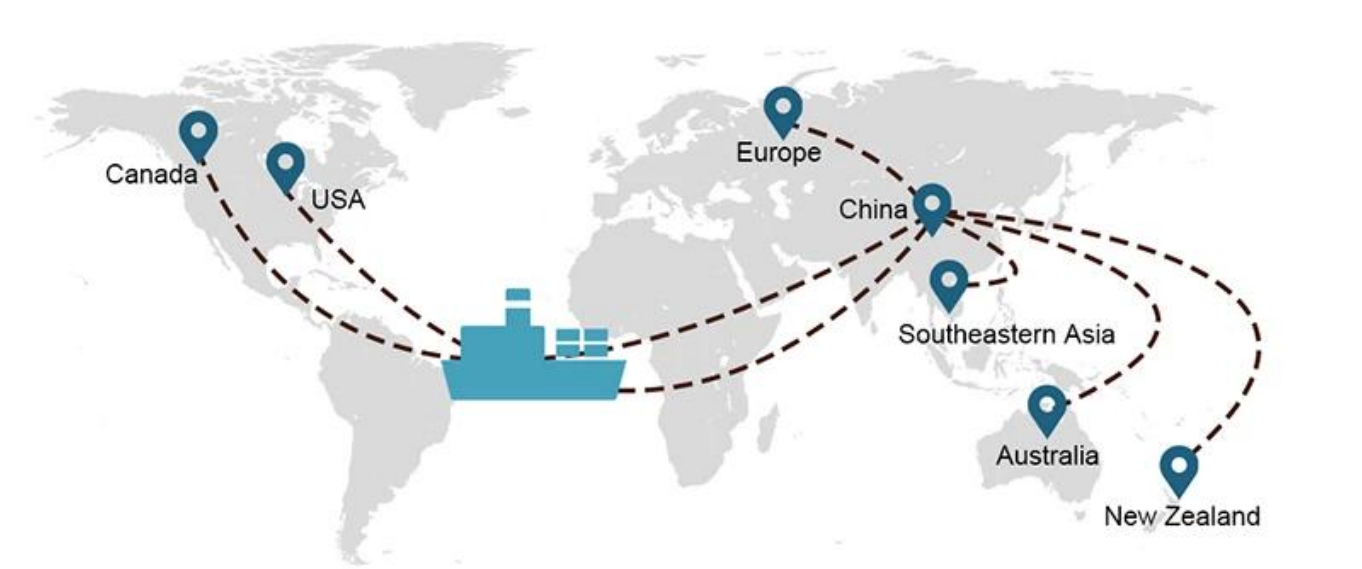 Canada
USA
Europe
China
Southeastern Asia
Australia
New Zealand